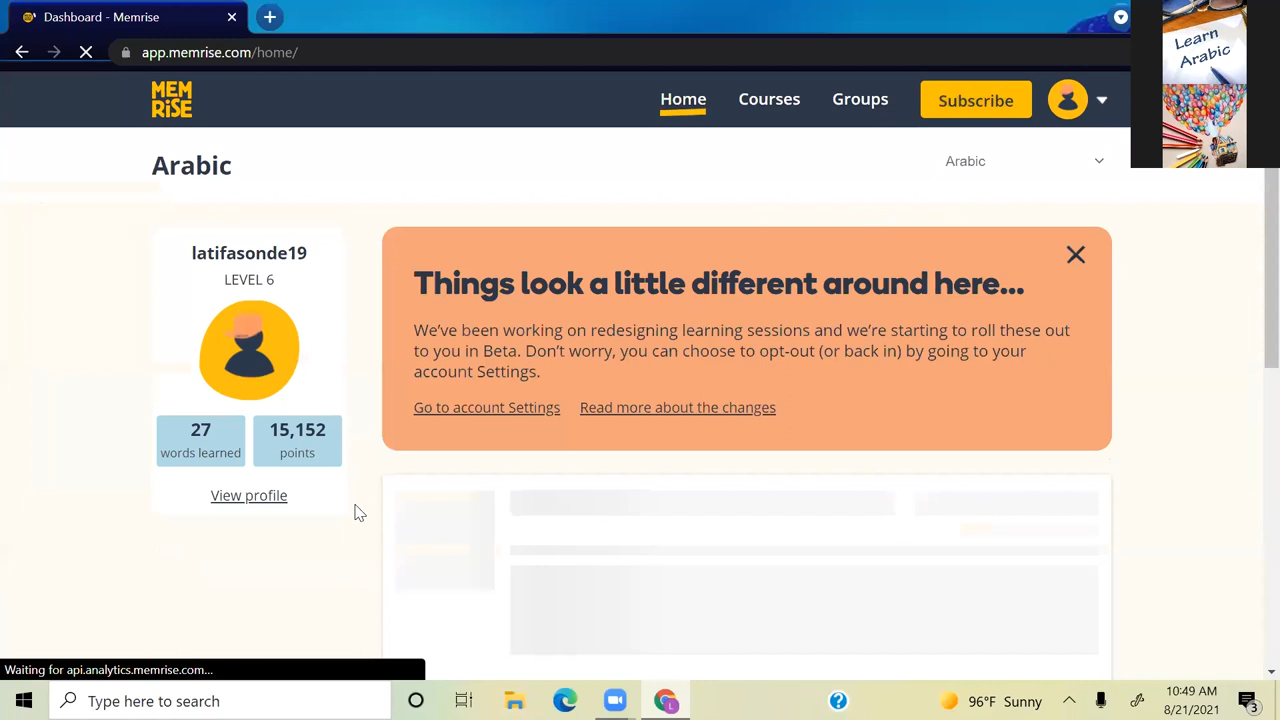 Dashboard - Memrise
app.memrise.com/home/
MEM
RiSE
Home
Courses
Groups
Subscribe
Learn
Arabic
Arabic
Arabic
latifasonde19
LEVEL 6
27
words learned
15,152
points
View profile
Things look a little different around here...
We've been working on redesigning learning sessions and we're starting to roll these out
to you in Beta. Don't worry, you can choose to opt-out (or back in) by going to your
account Settings.
Go to account Settings
Read more about the changes
Waiting for api.analytics.memrise.com...
Type here to search
L
96°F Sunny
10:49 AM
8/21/2021
3